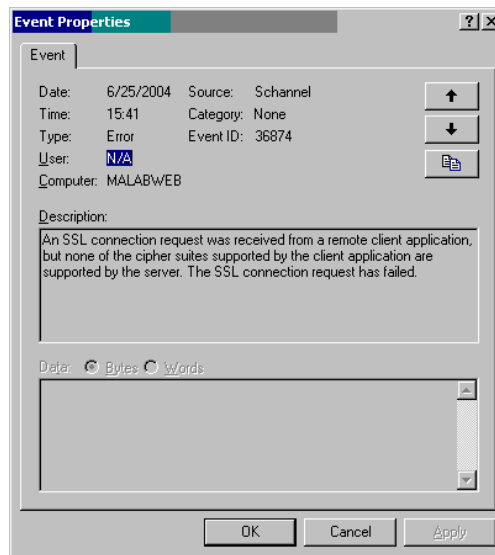 Event Properties
Event
Date: 6/25/2004 Source: Schannel
Time: 15:41 Category: None
Type: Error Event ID: 36874
User: N/A
Computer: MALABWEB
Description:
An SSL connection request was received from a remote client application,
but none of the cipher suites supported by the client application are
supported by the server. The SSL connection request has failed.
Data: Bytes Words
OK Cancel Apply